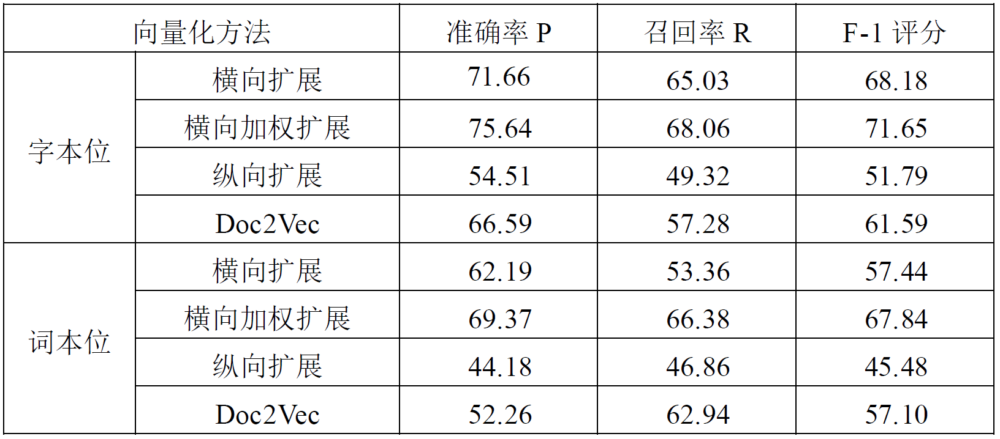 向量化方法 准确率 P 召回率 R F-1 评分
字本位 横向扩展 71.66 65.03 68.18
横向加权扩展 75.64 68.06 71.65
纵向扩展 54.51 49.32 51.79
Doc2Vec 66.59 57.28 61.59
词本位 横向扩展 62.19 53.36 57.44
横向加权扩展 69.37 66.38 67.84
纵向扩展 44.18 46.86 45.48
Doc2Vec 52.26 62.94 57.10